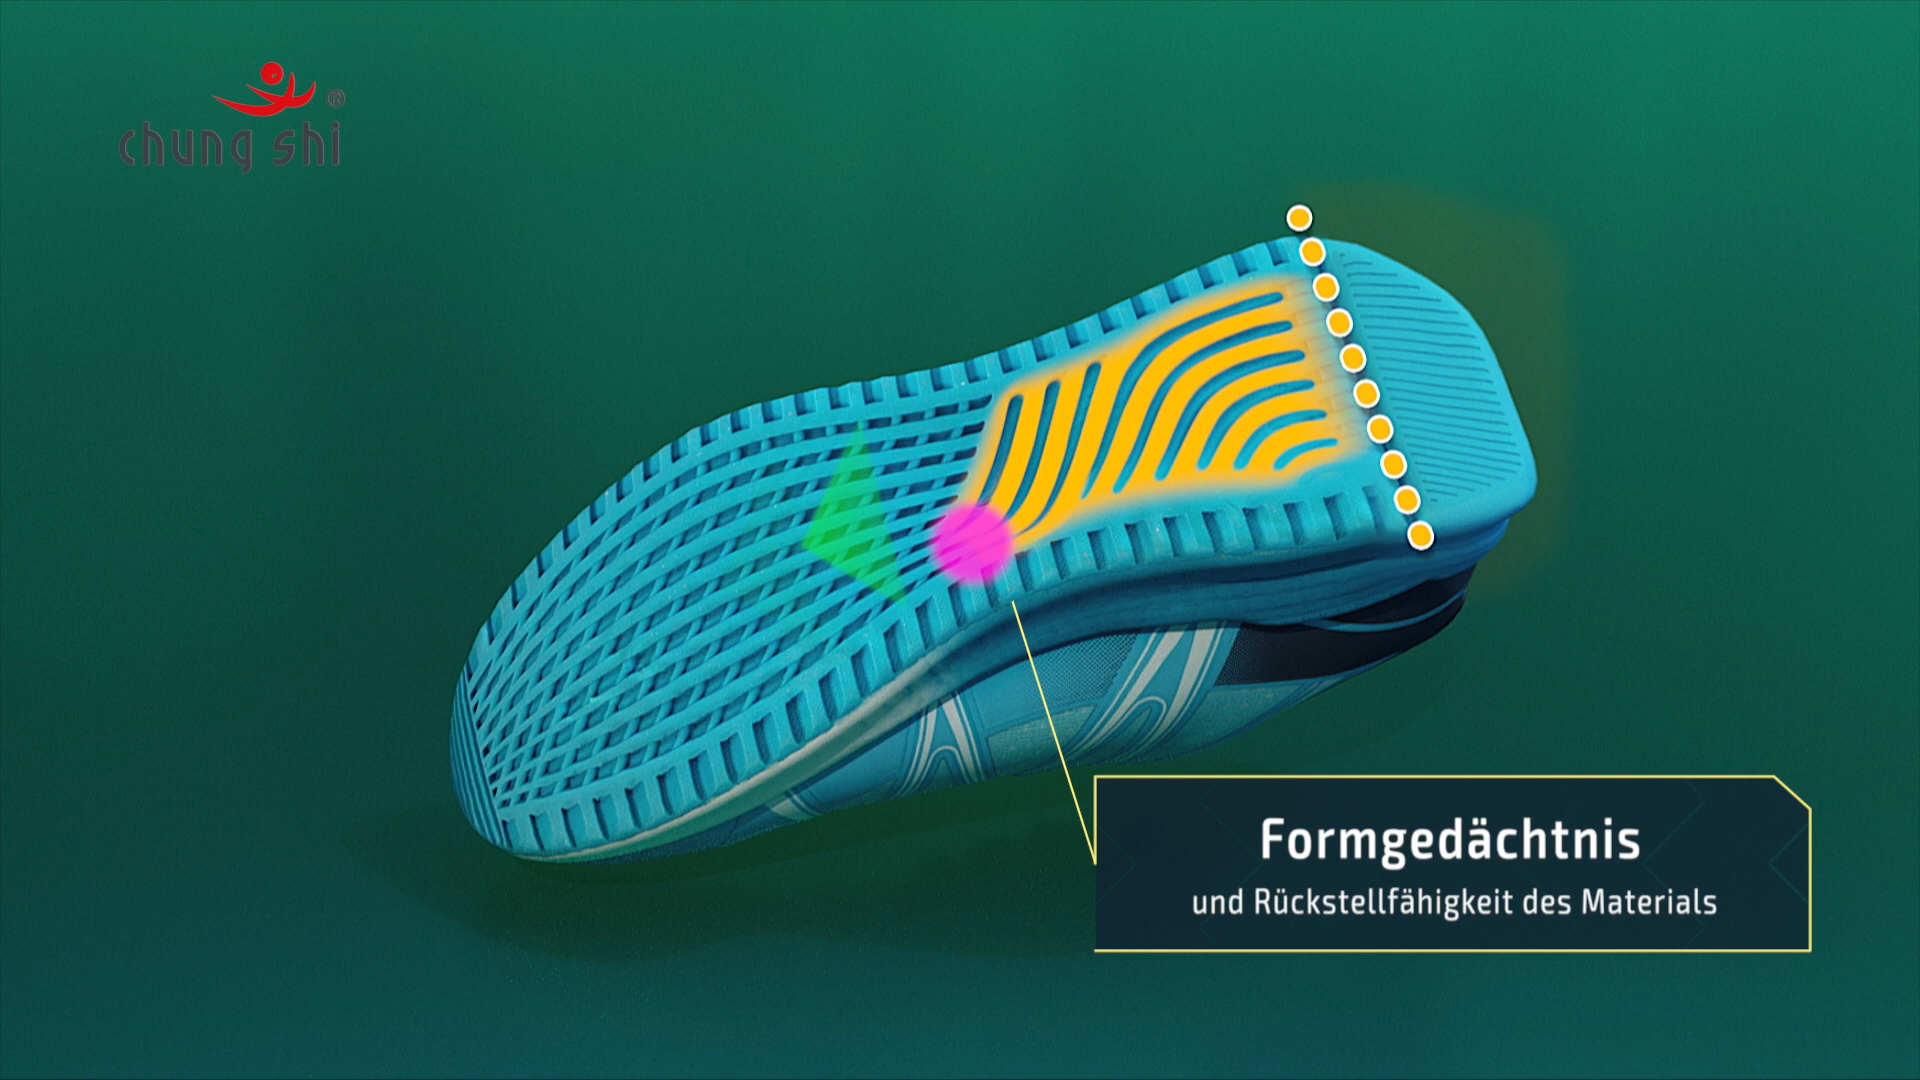 ®
chung shi
Formgedächtnis
und Rückstellfähigkeit des Materials